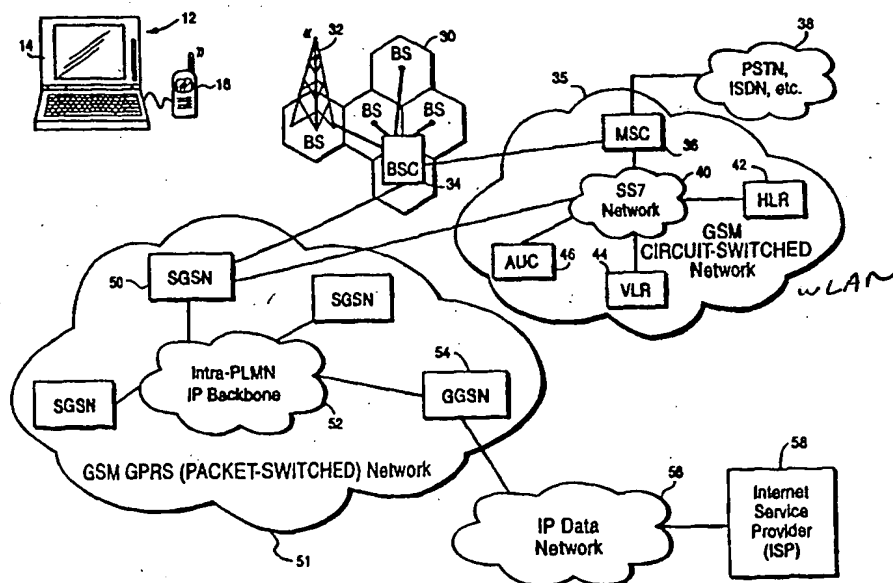 12
14
16
32
30
BS
BS
BS
BS
BS
BSC
34
35
38
PSTN,
ISDN, etc.
MSC
36
40
42
SS7
Network
HLR
GSM
CIRCUIT-SWITCHED
Network
AUC
46
44
VLR
WLAN
50
SGSN
SGSN
SGSN
Intra-PLMN
IP Backbone
52
54
GGSN
GSM GPRS (PACKET-SWITCHED) Network
51
56
IP Data
Network
58
Internet
Service
Provider
(ISP)